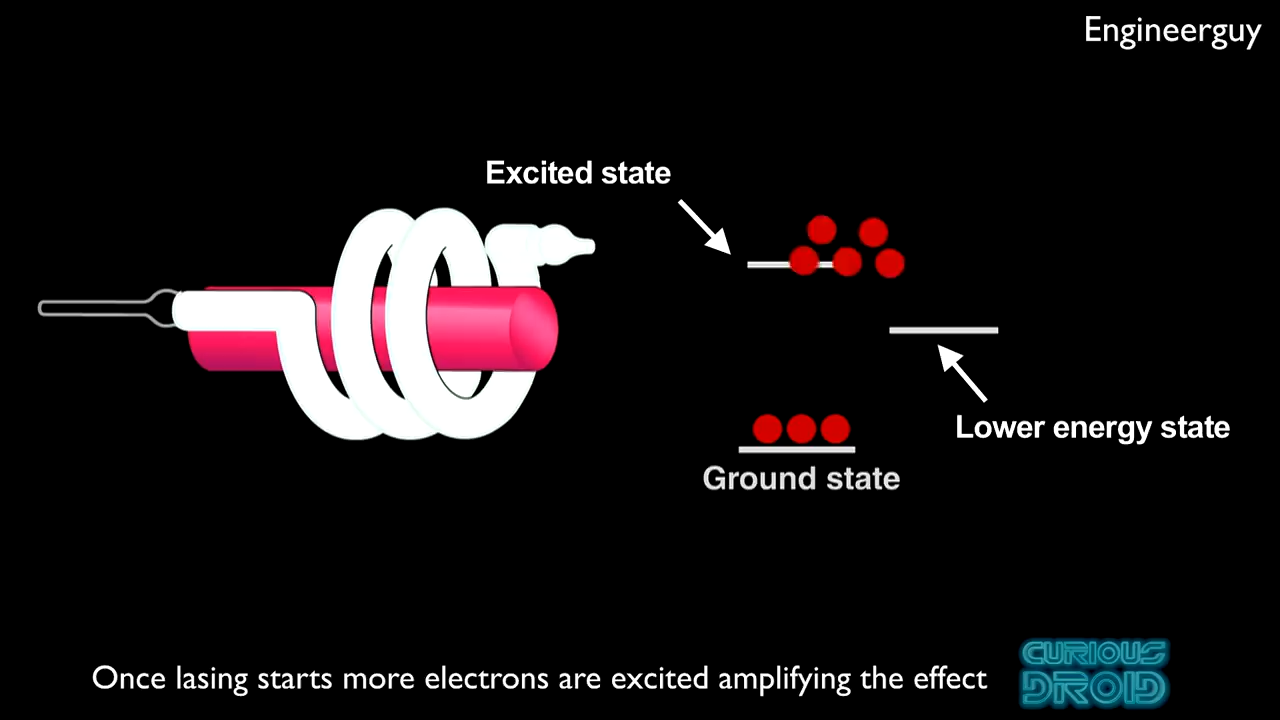 Engineerguy
Excited state
Lower energy state
Ground state
Once lasing starts more electrons are excited amplifying the effect
CURIOUS
DROID